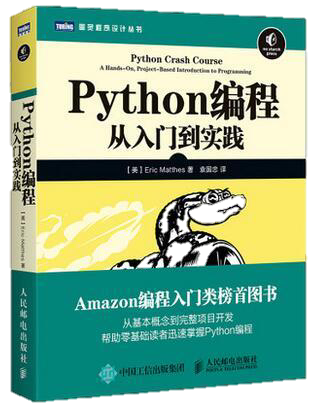 TURING 图灵程序设计丛书
no starch press
Python Crash Course
A Hands-On, Project-Based Introduction to Programming
Python编程
从入门到实践
【美】Eric Matthes 著 袁国忠 译
Amazon编程入门类榜首图书
从基本概念到完整项目开发
帮助零基础读者迅速掌握Python编程
中国工信出版集团
人民邮电出版社
POSTS & TELECOM PRESS
TURING
Python编程
从入门到实践
【美】Eric Matthes 著
人民邮电出版社